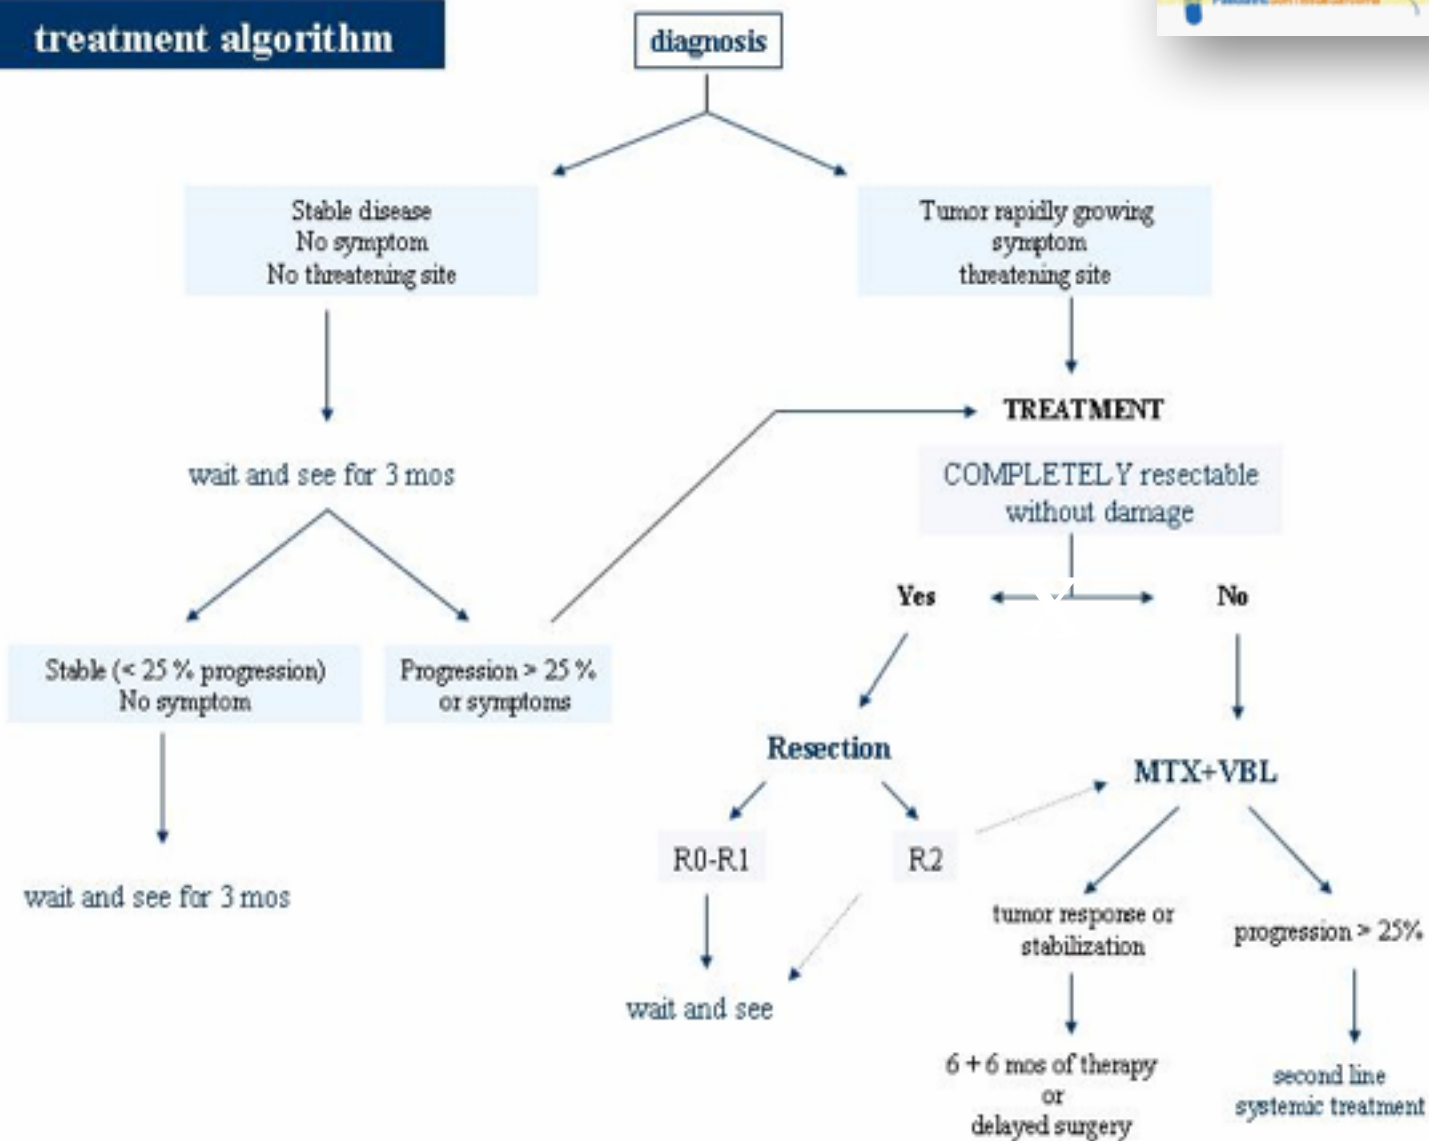 treatment algorithm
diagnosis
Stable disease
No symptom
No threatening site
Tumor rapidly growing
symptom
threatening site
TREATMENT
wait and see for 3 mos
COMPLETELY resectable
without damage
Yes
No
Stable (< 25 % progression)
No symptom
Progression > 25 %
or symptoms
Resection
MTX+VBL
R0-R1
R2
wait and see for 3 mos
tumor response or
stabilization
progression > 25%
wait and see
6 + 6 mos of therapy
or
delayed surgery
second line
systemic treatment